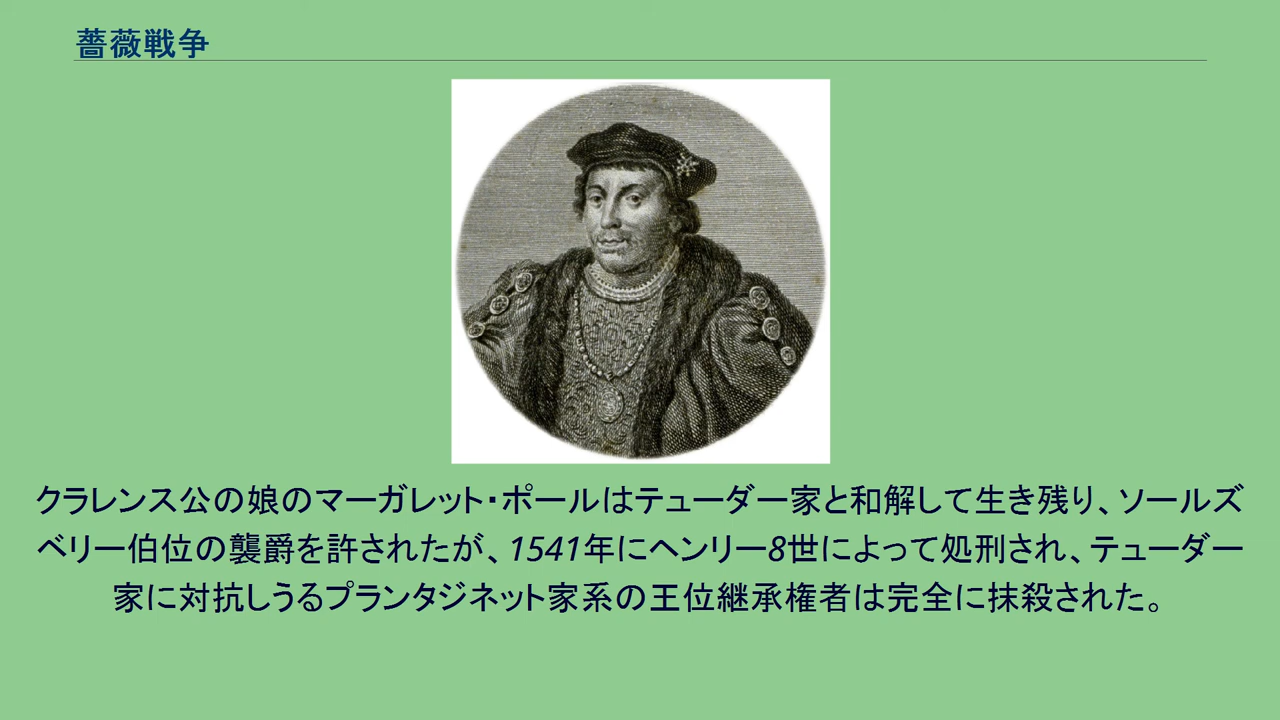 薔薇戦争
クラレンス公の娘のマーガレット・ポールはテューダー家と和解して生き残り、ソールズ
ベリー伯位の襲爵を許されたが、1541年にヘンリー8世によって処刑され、テューダー
家に対抗しうるプランタジネット家系の王位継承権者は完全に抹殺された。